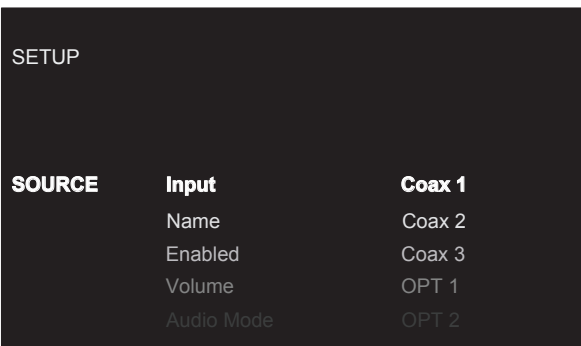 SETUP
SOURCE Input Coax 1
Name Coax 2
Enabled Coax 3
Volume OPT 1
Audio Mode OPT 2